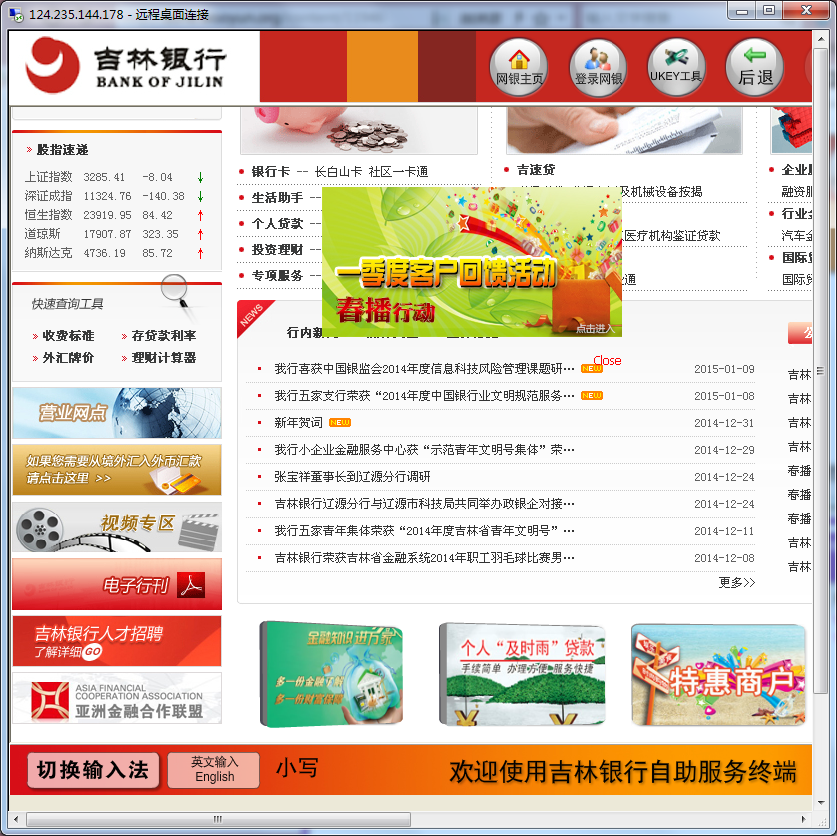 124.235.144.178 - 远程桌面连接
吉林银行
BANK OF JILIN
网银主页
登录网银
UKEY工具
后退
股指速递
上证指数 3285.41 -8.04 ↓
深证成指 11324.76 -140.38 ↓
恒生指数 23919.95 84.42 ↑
道琼斯 17907.87 323.35 ↑
纳斯达克 4736.19 85.72 ↑
快速查询工具
» 收费标准 » 存贷款利率
» 外汇牌价 » 理财计算器
营业网点
如果您需要从境外汇入外币汇款
请点击这里 >>
视频专区
电子行刊
吉林银行人才招聘
了解详细GO
ASIA FINANCIAL
COOPERATION ASSOCIATION
亚洲金融合作联盟
银行卡 -- 长白山卡 社区一卡通
生活助手 --
个人贷款 --
投资理财 --
专项服务 --
吉速贷
及机械设备按揭
医疗机构鉴证贷款
通
企业
融资服
行业金
汽车金
国际贸
国际贸
一季度客户回馈活动
春播行动
点击进入
Close
NEWS
行内新
我行喜获中国银监会2014年度信息科技风险管理课题研… NEW 2015-01-09
我行五家支行荣获“2014年度中国银行业文明规范服务… NEW 2015-01-08
新年贺词 NEW 2014-12-31
我行小企业金融服务中心获“示范青年文明号集体”荣… 2014-12-29
张宝祥董事长到辽源分行调研 2014-12-24
吉林银行辽源分行与辽源市科技局共同举办政银企对接… 2014-12-24
我行五家青年集体荣获“2014年度吉林省青年文明号”… 2014-12-11
吉林银行荣获吉林省金融系统2014年职工羽毛球比赛男… 2014-12-08
更多>>
吉林
吉林
吉林
吉林
春播
春播
春播
吉林
吉林
金融知识进万家
多一份金融了解
多一份财富保障
个人“及时雨”贷款
手续简单 办理方便 服务快捷
特惠商户
切换输入法
英文输入
English
小写
欢迎使用吉林银行自助服务终端